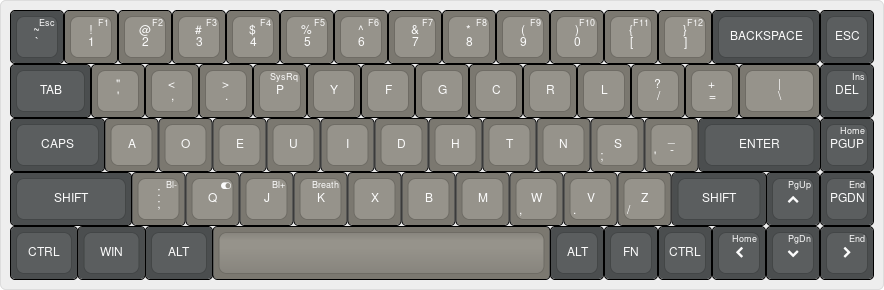 Esc ~ `
F1 ! 1
F2 @ 2
F3 # 3
F4 $ 4
F5 % 5
F6 ^ 6
F7 & 7
F8 * 8
F9 ( 9
F10 ) 0
F11 { [
F12 } ]
BACKSPACE
ESC
TAB
" '
< ,
> .
SysRq P
Y
F
G
C
R
L
? /
+ =
| \
Ins DEL
CAPS
A
O
E
U
I
D
H
T
N
S ;
_ - '
ENTER
Home PGUP
SHIFT
Bl- : ;
Q
Bl+ J
Breath K
X
B
M
W ,
V .
Z /
SHIFT
PgUp
End PGDN
CTRL
WIN
ALT
ALT
FN
CTRL
Home
PgDn
End